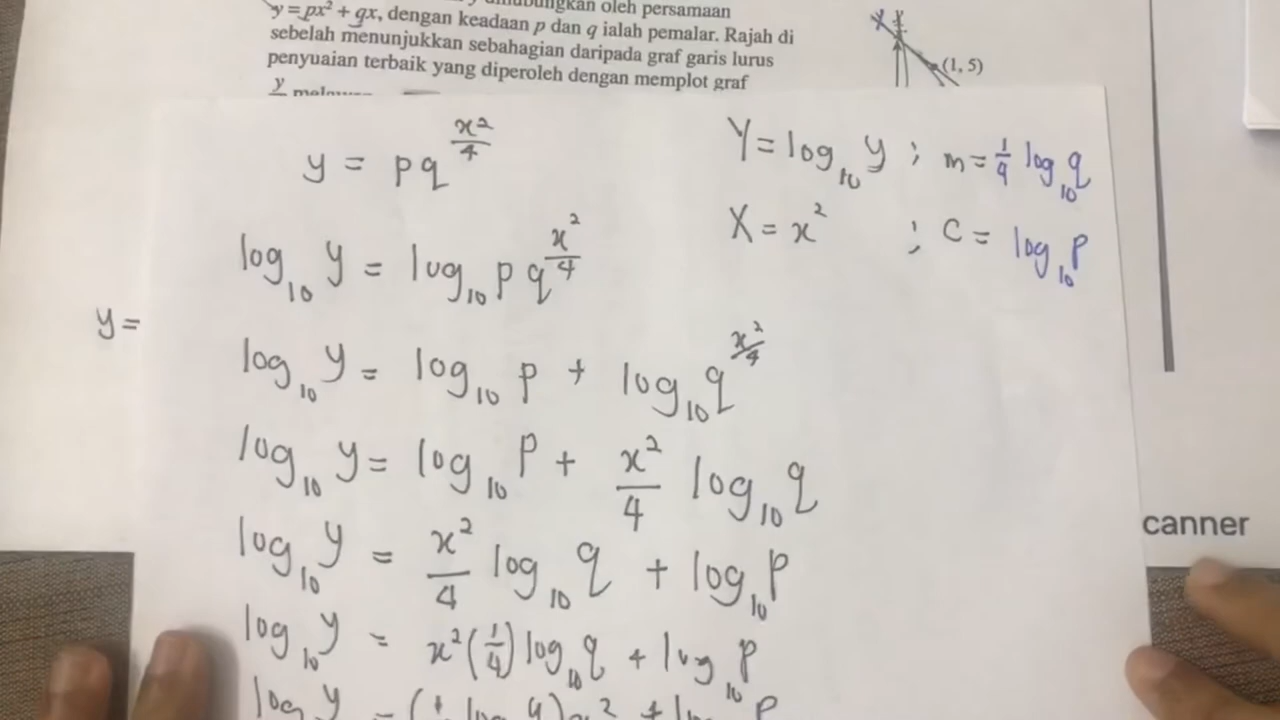 oleh persamaan
y = px² + qx, dengan keadaan p dan q ialah pemalar. Rajah di
sebelah menunjukkan sebahagian daripada graf garis lurus
penyuaian terbaik yang diperoleh dengan memplot graf
y
(1, 5)
y = pq^(x²/4)
Y = log₁₀ y ; m = 1/4 log₁₀ q
X = x² ; c = log₁₀ p
log₁₀ y = log₁₀ p q^(x²/4)
y =
log₁₀ y = log₁₀ p + log₁₀ q^(x²/4)
log₁₀ y = log₁₀ p + x²/4 log₁₀ q
log₁₀ y = x²/4 log₁₀ q + log₁₀ p
canner
log₁₀ y = x² (1/4) log₁₀ q + log₁₀ p
log y =